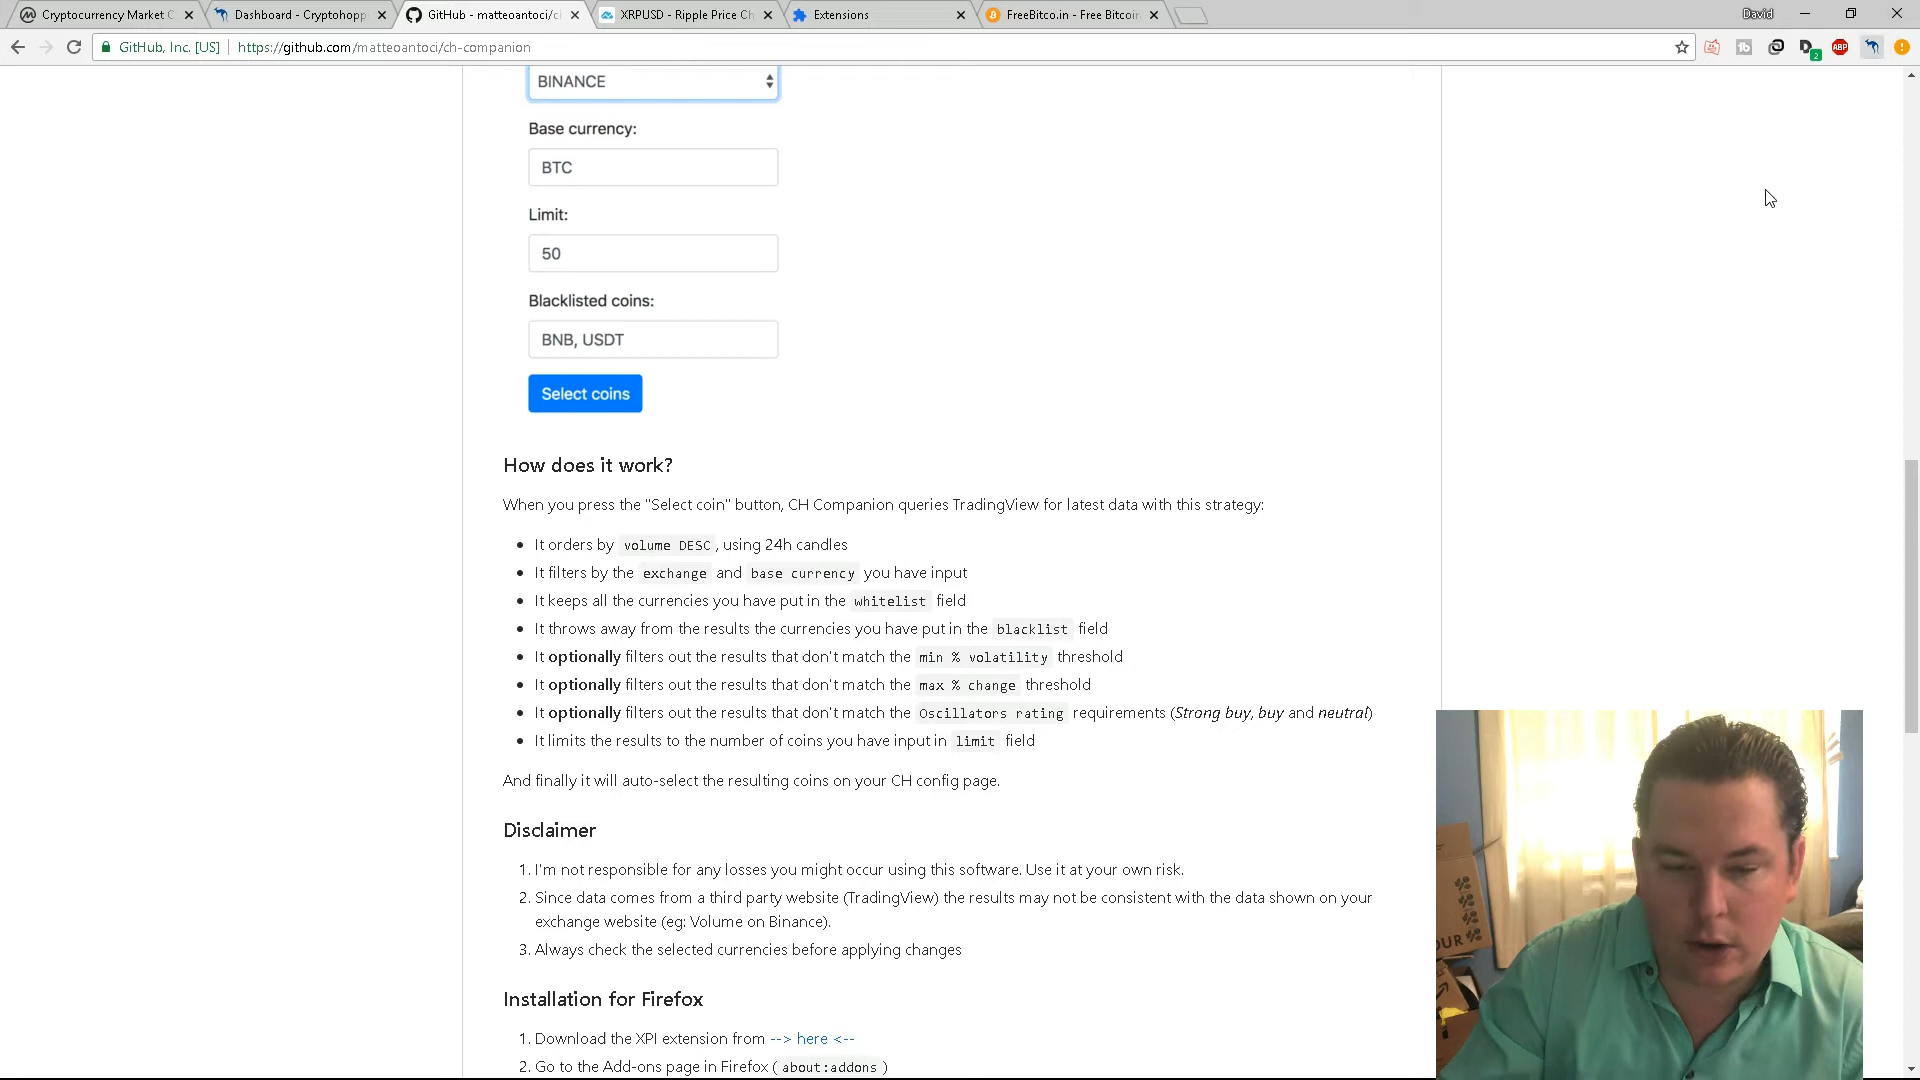 Cryptocurrency Market C
Dashboard - Cryptohopp
GitHub - matteoantoci/c
XRPUSD - Ripple Price Ch
Extensions
FreeBitco.in - Free Bitcoin
David
GitHub, Inc. [US]
https://github.com/matteoantoci/ch-companion
2
ABP
BINANCE
Base currency:
BTC
Limit:
50
Blacklisted coins:
BNB, USDT
Select coins
How does it work?
When you press the "Select coin" button, CH Companion queries TradingView for latest data with this strategy:
• It orders by volume DESC, using 24h candles
• It filters by the exchange and base currency you have input
• It keeps all the currencies you have put in the whitelist field
• It throws away from the results the currencies you have put in the blacklist field
• It optionally filters out the results that don't match the min % volatility threshold
• It optionally filters out the results that don't match the max % change threshold
• It optionally filters out the results that don't match the Oscillators rating requirements (Strong buy, buy and neutral)
• It limits the results to the number of coins you have input in limit field
And finally it will auto-select the resulting coins on your CH config page.
Disclaimer
1. I'm not responsible for any losses you might occur using this software. Use it at your own risk.
2. Since data comes from a third party website (TradingView) the results may not be consistent with the data shown on your
exchange website (eg: Volume on Binance).
3. Always check the selected currencies before applying changes
Installation for Firefox
1. Download the XPI extension from --> here <--
2. Go to the Add-ons page in Firefox ( about:addons )